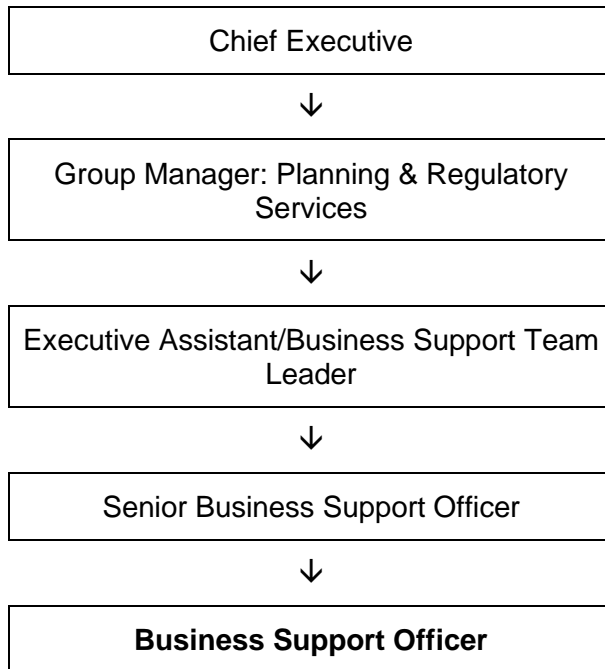 Chief Executive
↓
Group Manager: Planning & Regulatory
Services
↓
Executive Assistant/Business Support Team
Leader
↓
Senior Business Support Officer
↓
Business Support Officer